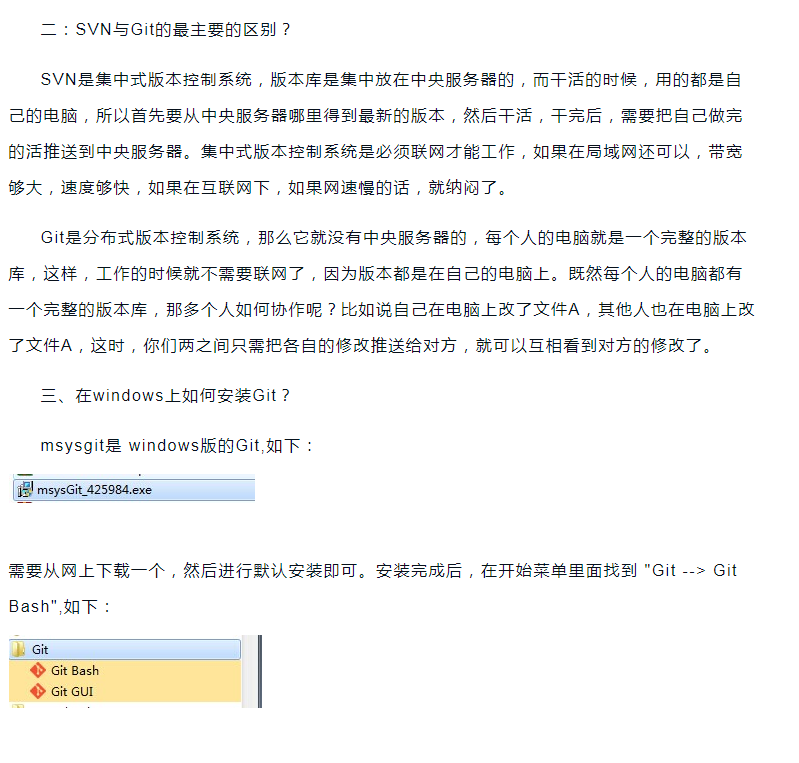 二：SVN与Git的最主要的区别？
SVN是集中式版本控制系统，版本库是集中放在中央服务器的，而干活的时候，用的都是自
己的电脑，所以首先要从中央服务器哪里得到最新的版本，然后干活，干完后，需要把自己做完
的活推送到中央服务器。集中式版本控制系统是必须联网才能工作，如果在局域网还可以，带宽
够大，速度够快，如果在互联网下，如果网速慢的话，就纳闷了。
Git是分布式版本控制系统，那么它就没有中央服务器的，每个人的电脑就是一个完整的版本
库，这样，工作的时候就不需要联网了，因为版本都是在自己的电脑上。既然每个人的电脑都有
一个完整的版本库，那多个人如何协作呢？比如说自己在电脑上改了文件A，其他人也在电脑上改
了文件A，这时，你们两之间只需把各自的修改推送给对方，就可以互相看到对方的修改了。
三、在windows上如何安装Git？
msysgit是 windows版的Git,如下：
msysGit_425984.exe
需要从网上下载一个，然后进行默认安装即可。安装完成后，在开始菜单里面找到 "Git --> Git
Bash",如下：
Git
Git Bash
Git GUI